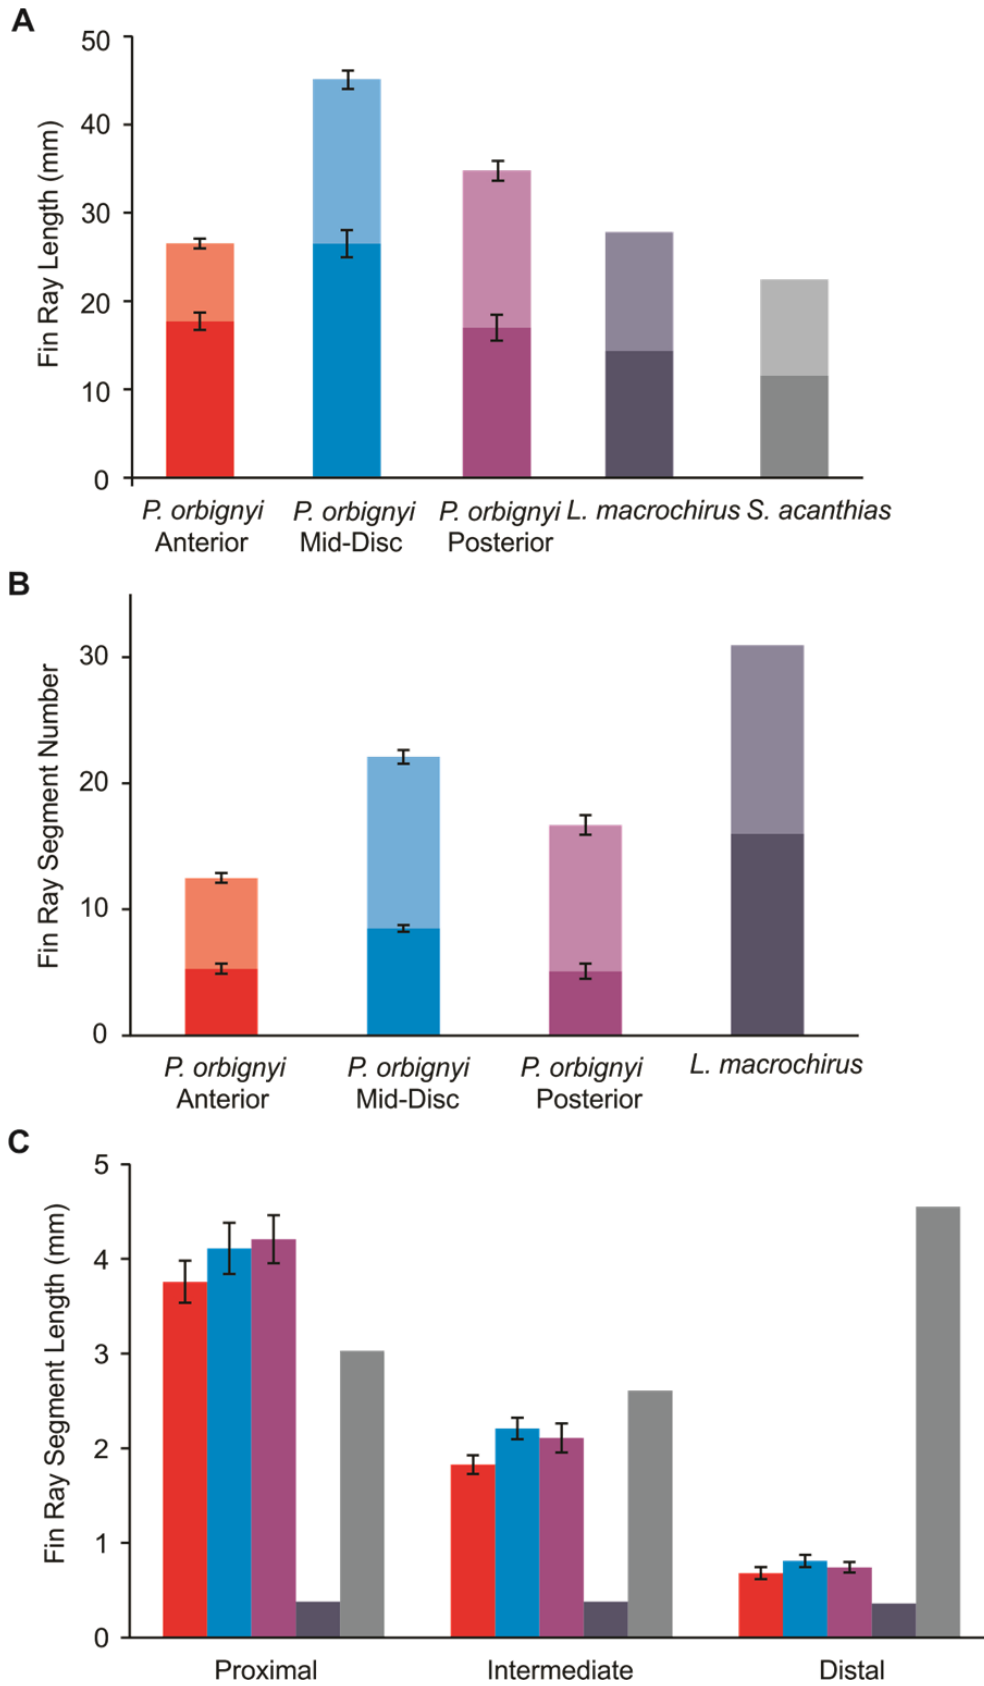 A
Fin Ray Length (mm)
50
40
30
20
10
0
P. orbignyi P. orbignyi P. orbignyi L. macrochirus S. acanthias
Anterior Mid-Disc Posterior
B
Fin Ray Segment Number
30
20
10
0
P. orbignyi P. orbignyi P. orbignyi L. macrochirus
Anterior Mid-Disc Posterior
C
Fin Ray Segment Length (mm)
5
4
3
2
1
0
Proximal Intermediate Distal